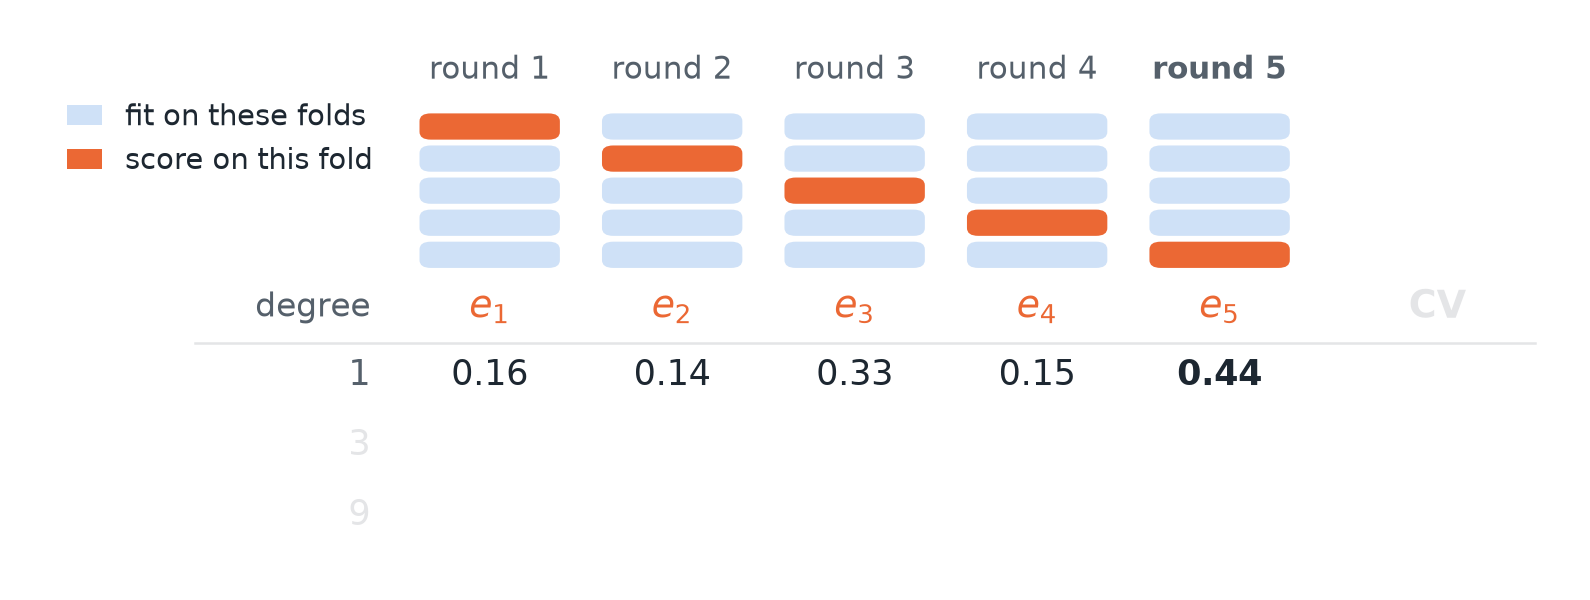 round 1 round 2 round 3 round 4 round 5
fit on these folds
score on this fold
degree e₁ e₂ e₃ e₄ e₅ CV
1 0.16 0.14 0.33 0.15 0.44
3
9